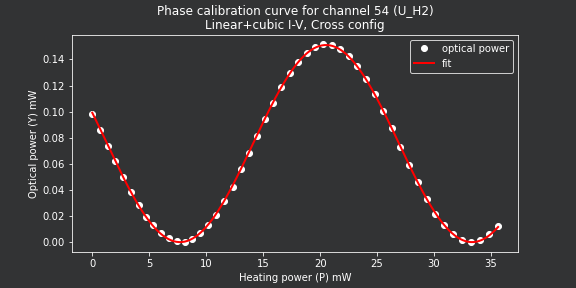 Phase calibration curve for channel 54 (U_H2)
Linear+cubic I-V, Cross config
optical power
fit
Optical power (Y) mW
0.14
0.12
0.10
0.08
0.06
0.04
0.02
0.00
0 5 10 15 20 25 30 35
Heating power (P) mW